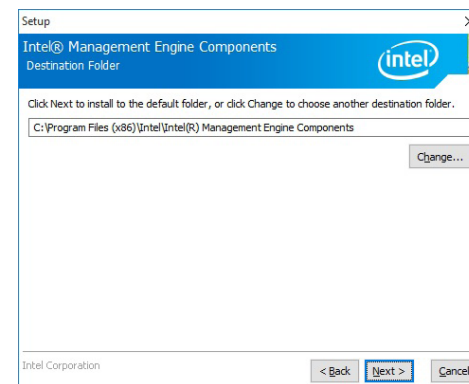 Setup
Intel® Management Engine Components
Destination Folder
intel
Click Next to install to the default folder, or click Change to choose another destination folder.
C:\Program Files (x86)\Intel\Intel(R) Management Engine Components
Change...
Intel Corporation
< Back Next > Cancel